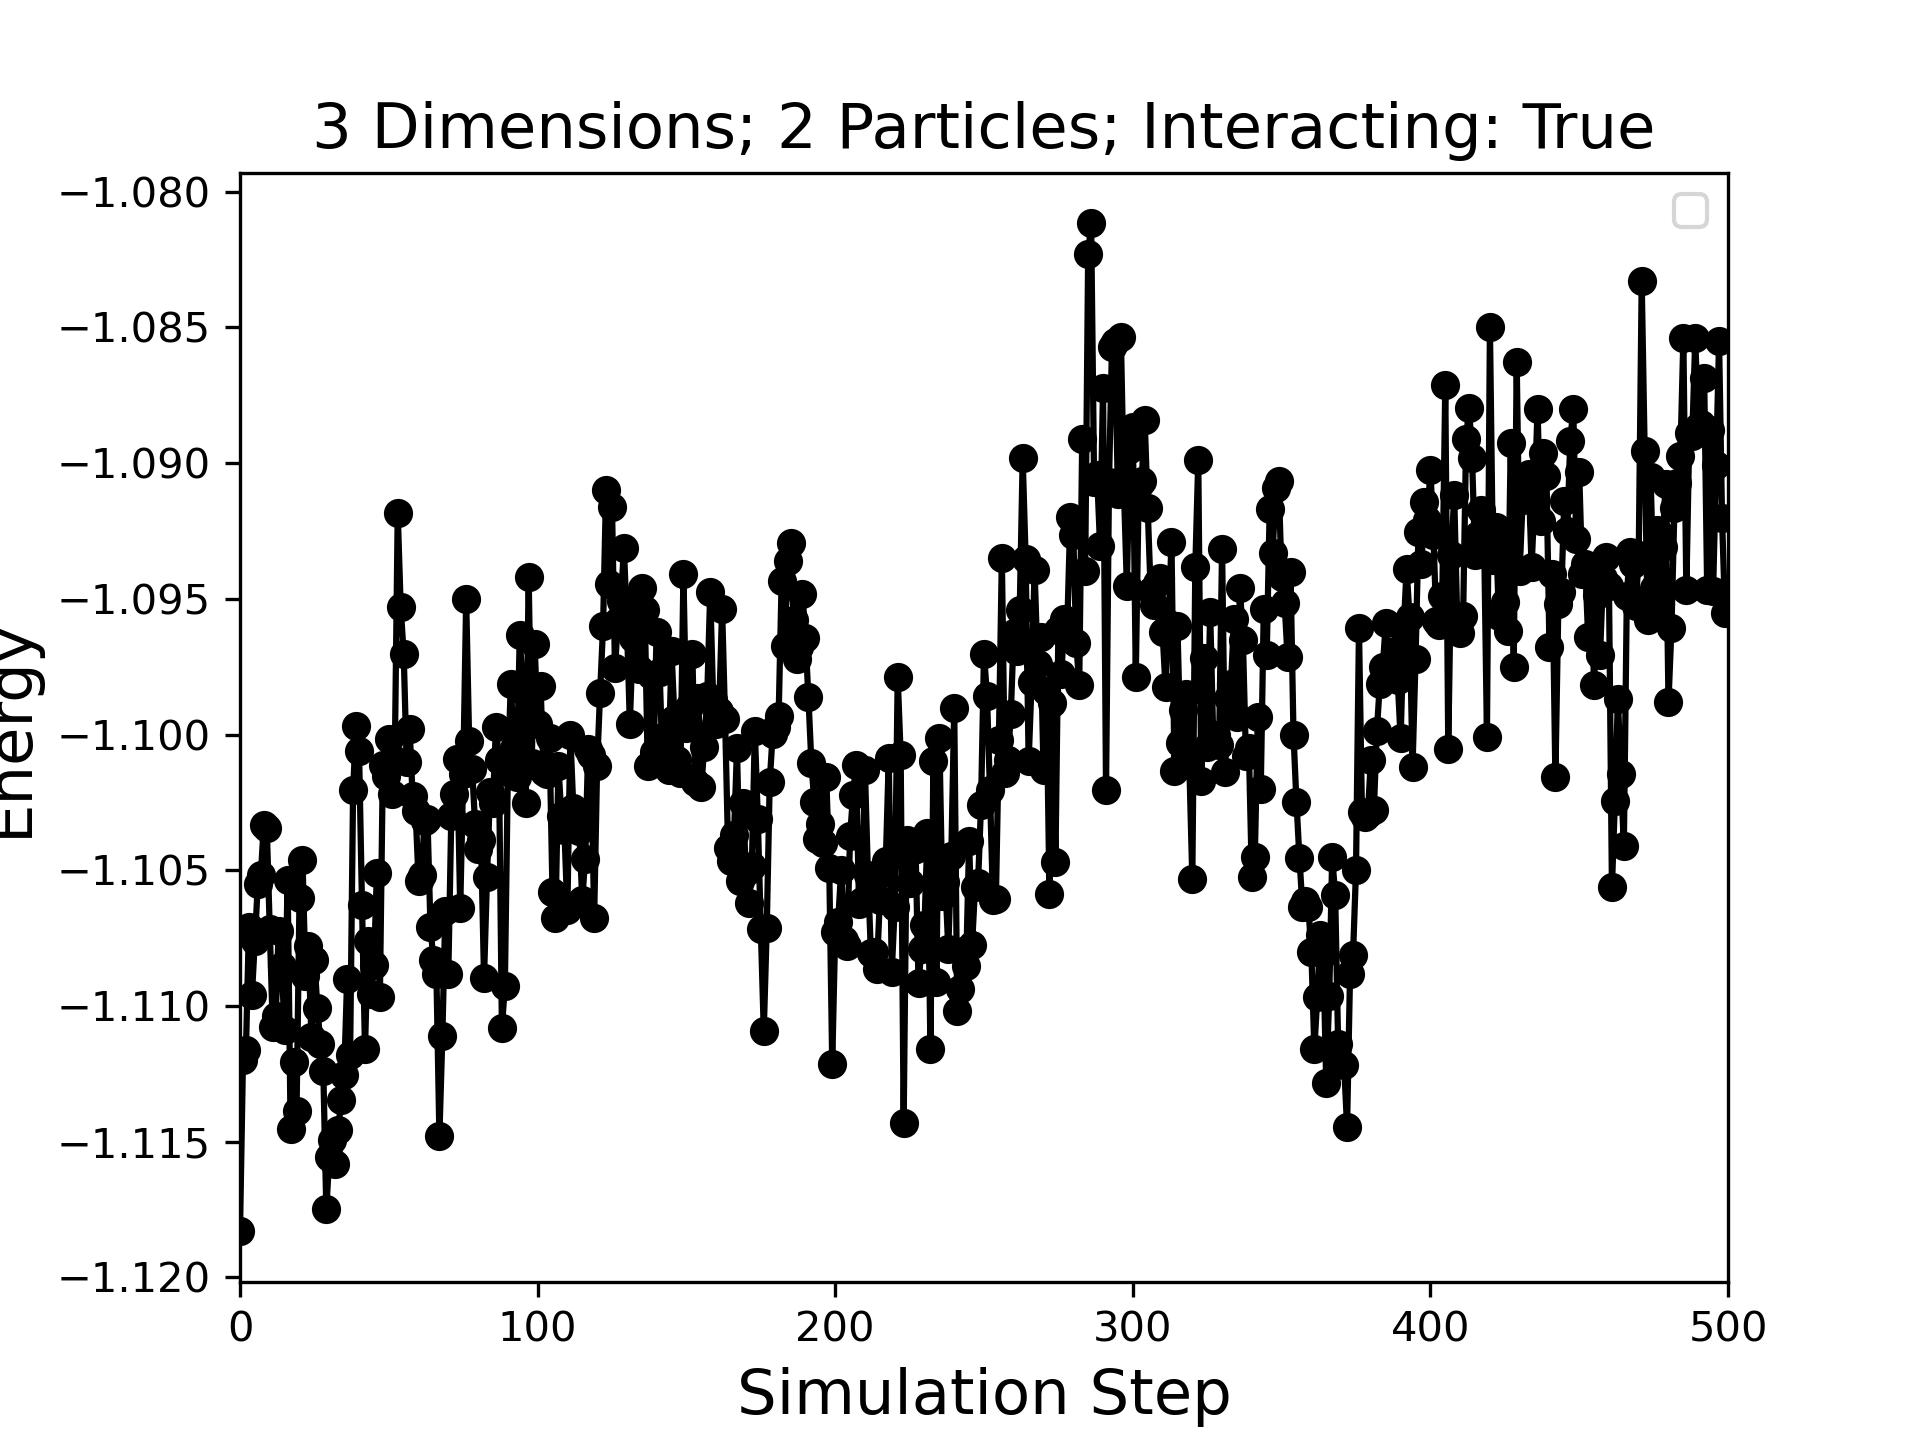 3 Dimensions; 2 Particles; Interacting: True
−1.080
−1.085
−1.090
−1.095
−1.100
−1.105
−1.110
−1.115
−1.120
Energy
0 100 200 300 400 500
Simulation Step